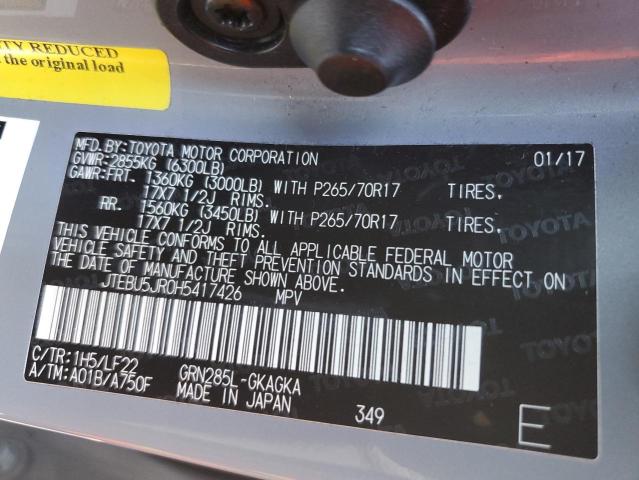 TY REDUCED
the original load
MFD.BY:TOYOTA MOTOR CORPORATION 01/17
GVWR:2855KG (6300LB)
GAWR:FRT. 1360KG (3000LB) WITH P265/70R17 TIRES,
17X7 1/2J RIMS.
RR. 1560KG (3450LB) WITH P265/70R17 TIRES,
17X7 1/2J RIMS.
THIS VEHICLE CONFORMS TO ALL APPLICABLE FEDERAL MOTOR
VEHICLE SAFETY AND THEFT PREVENTION STANDARDS IN EFFECT ON
THE DATE OF MANUFACTURE SHOWN ABOVE.
JTEBU5JR0H5417426 MPV
C/TR:1H5/LF22 GRN285L-GKAGKA
A/TM:A01B/A750F MADE IN JAPAN 349 E